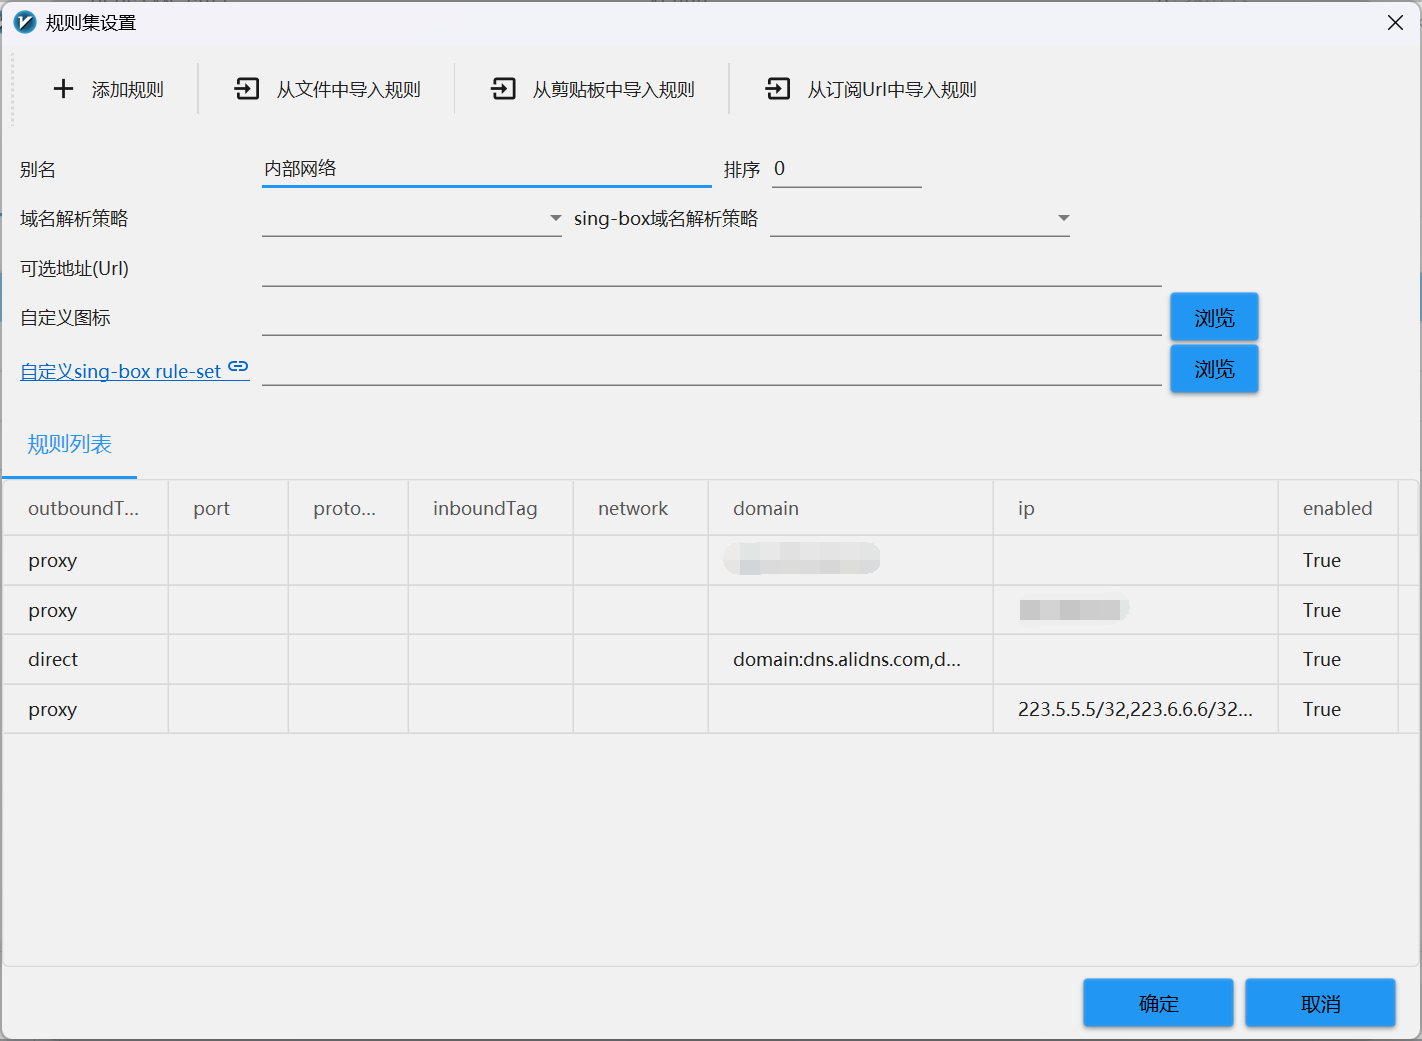 规则集设置
添加规则 从文件中导入规则 从剪贴板中导入规则 从订阅Url中导入规则
别名 内部网络 排序 0
域名解析策略 sing-box域名解析策略
可选地址(Url)
自定义图标 浏览
自定义sing-box rule-set 浏览
规则列表
outboundT... port proto... inboundTag network domain ip enabled
proxy True
proxy True
direct domain:dns.alidns.com,d... True
proxy 223.5.5.5/32,223.6.6.6/32... True
确定 取消